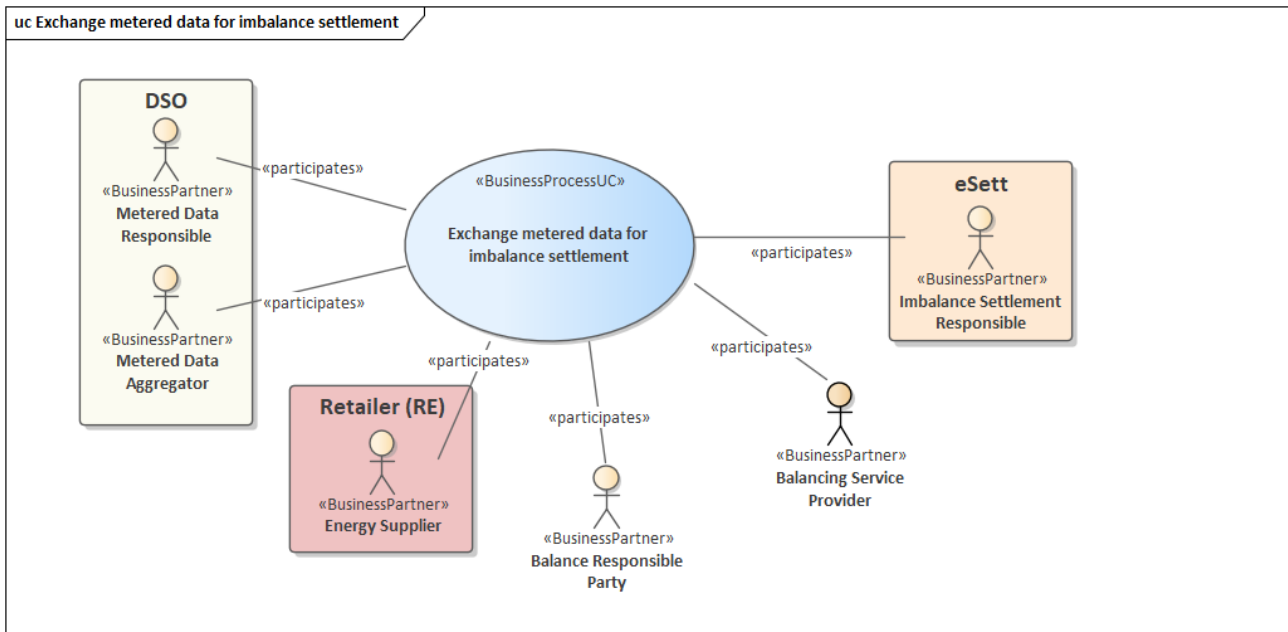 uc Exchange metered data for imbalance settlement
DSO
«BusinessPartner»
Metered Data
Responsible
«BusinessPartner»
Metered Data
Aggregator
«participates»
«participates»
«BusinessProcessUC»
Exchange metered data for
imbalance settlement
«participates»
eSett
«BusinessPartner»
Imbalance Settlement
Responsible
«participates»
Retailer (RE)
«BusinessPartner»
Energy Supplier
«participates»
«BusinessPartner»
Balance Responsible
Party
«participates»
«BusinessPartner»
Balancing Service
Provider